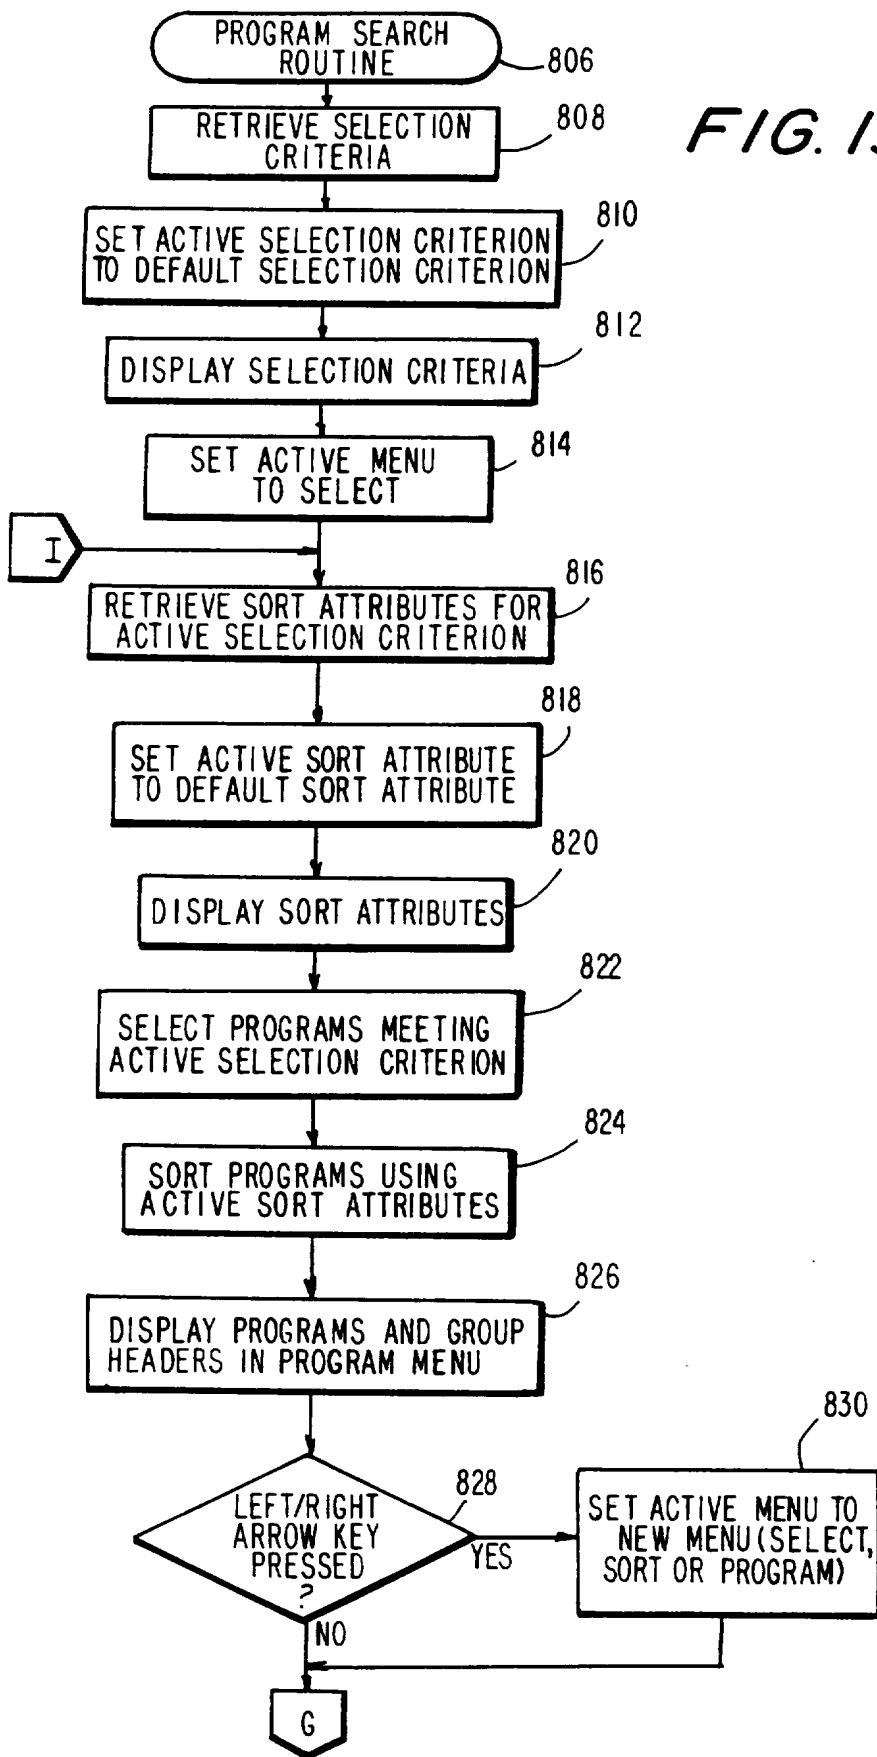 PROGRAM SEARCH
ROUTINE
806
RETRIEVE SELECTION
CRITERIA
808
FIG. 1
SET ACTIVE SELECTION CRITERION
TO DEFAULT SELECTION CRITERION
810
DISPLAY SELECTION CRITERIA
812
SET ACTIVE MENU
TO SELECT
814
I
RETRIEVE SORT ATTRIBUTES FOR
ACTIVE SELECTION CRITERION
816
SET ACTIVE SORT ATTRIBUTE
TO DEFAULT SORT ATTRIBUTE
818
DISPLAY SORT ATTRIBUTES
820
SELECT PROGRAMS MEETING
ACTIVE SELECTION CRITERION
822
SORT PROGRAMS USING
ACTIVE SORT ATTRIBUTES
824
DISPLAY PROGRAMS AND GROUP
HEADERS IN PROGRAM MENU
826
LEFT/RIGHT
ARROW KEY
PRESSED
?
828
YES
NO
SET ACTIVE MENU TO
NEW MENU (SELECT,
SORT OR PROGRAM)
830
G